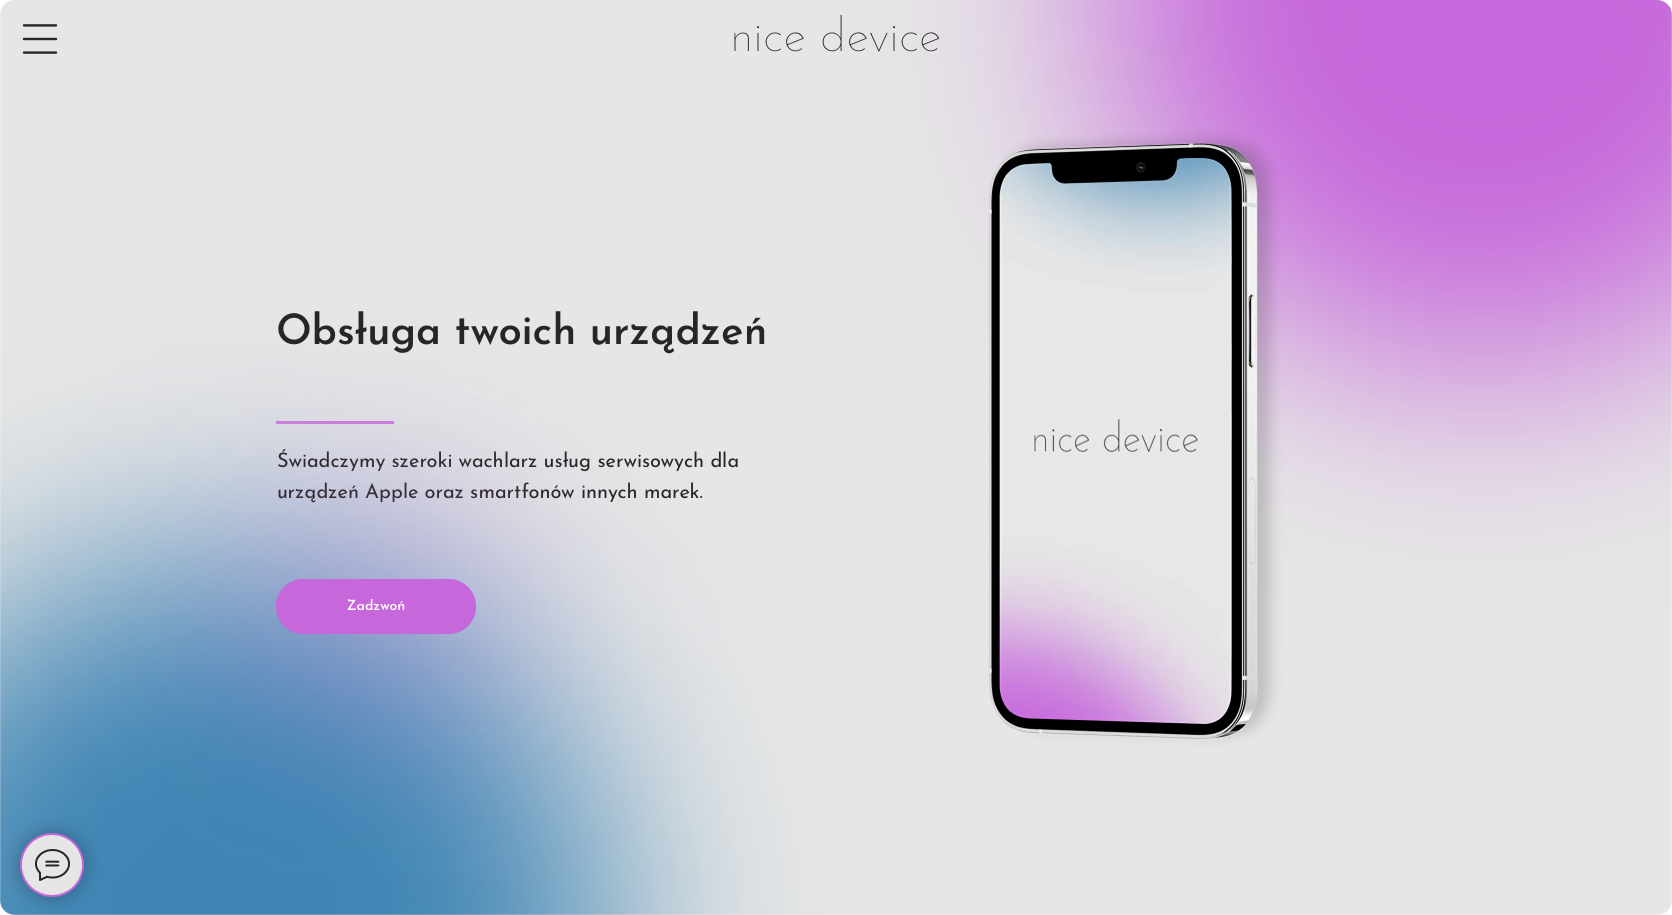 nice device
Obsługa twoich urządzeń
Świadczymy szeroki wachlarz usług serwisowych dla
urządzeń Apple oraz smartfonów innych marek.
Zadzwoń
nice device